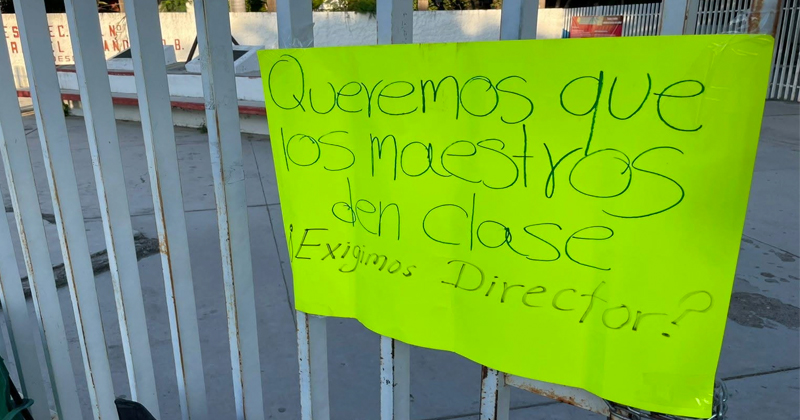 Queremos que
los maestros
den clase
¡Exigimos Director?